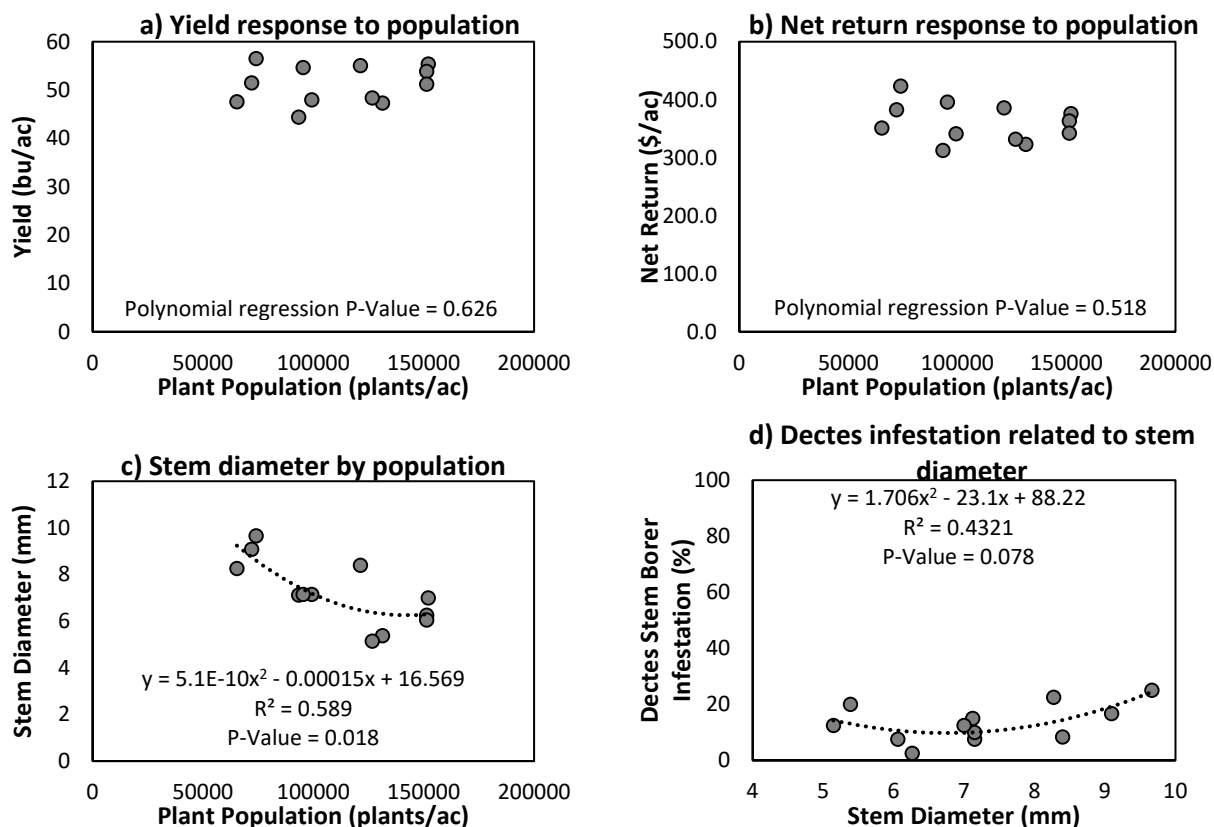 a) Yield response to population
60
50
40
30
20
10
0
Yield (bu/ac)
Polynomial regression P-Value = 0.626
0 50000 100000 150000 200000
Plant Population (plants/ac)
b) Net return response to population
500.0
400.0
300.0
200.0
100.0
0.0
Net Return ($/ac)
Polynomial regression P-Value = 0.518
0 50000 100000 150000 200000
Plant Population (plants/ac)
c) Stem diameter by population
12
10
8
6
4
2
0
Stem Diameter (mm)
y = 5.1E-10x² - 0.00015x + 16.569
R² = 0.589
P-Value = 0.018
0 50000 100000 150000 200000
Plant Population (plants/ac)
d) Dectes infestation related to stem
diameter
100
80
60
40
20
0
Dectes Stem Borer
Infestation (%)
y = 1.706x² - 23.1x + 88.22
R² = 0.4321
P-Value = 0.078
4 5 6 7 8 9 10
Stem Diameter (mm)